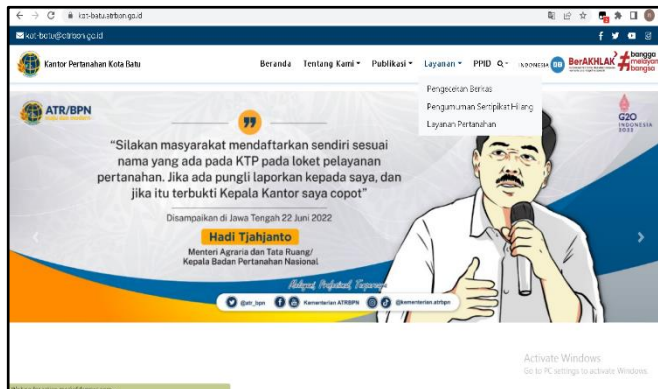 kot-batu.atrbpn.go.id
kot-batu@atrbpn.go.id
Kantor Pertanahan Kota Batu
Beranda Tentang Kami Publikasi Layanan PPID
INDONESIA
BerAKHLAK
bangga
melayani
bangsa
Pengecekan Berkas
Pengumuman Sertipikat Hilang
Layanan Pertanahan
ATR/BPN
G20
INDONESIA
2022
"Silakan masyarakat mendaftarkan sendiri sesuai
nama yang ada pada KTP pada loket pelayanan
pertanahan. Jika ada pungli laporkan kepada saya, dan
jika itu terbukti Kepala Kantor saya copot"
Disampaikan di Jawa Tengah 22 Juni 2022
Hadi Tjahjanto
Menteri Agraria dan Tata Ruang/
Kepala Badan Pertanahan Nasional
Melayani, Profesional, Terpercaya
@atr_bpn Kementerian ATRBPN @kementerian.atrbpn
Activate Windows
Go to PC settings to activate Windows.